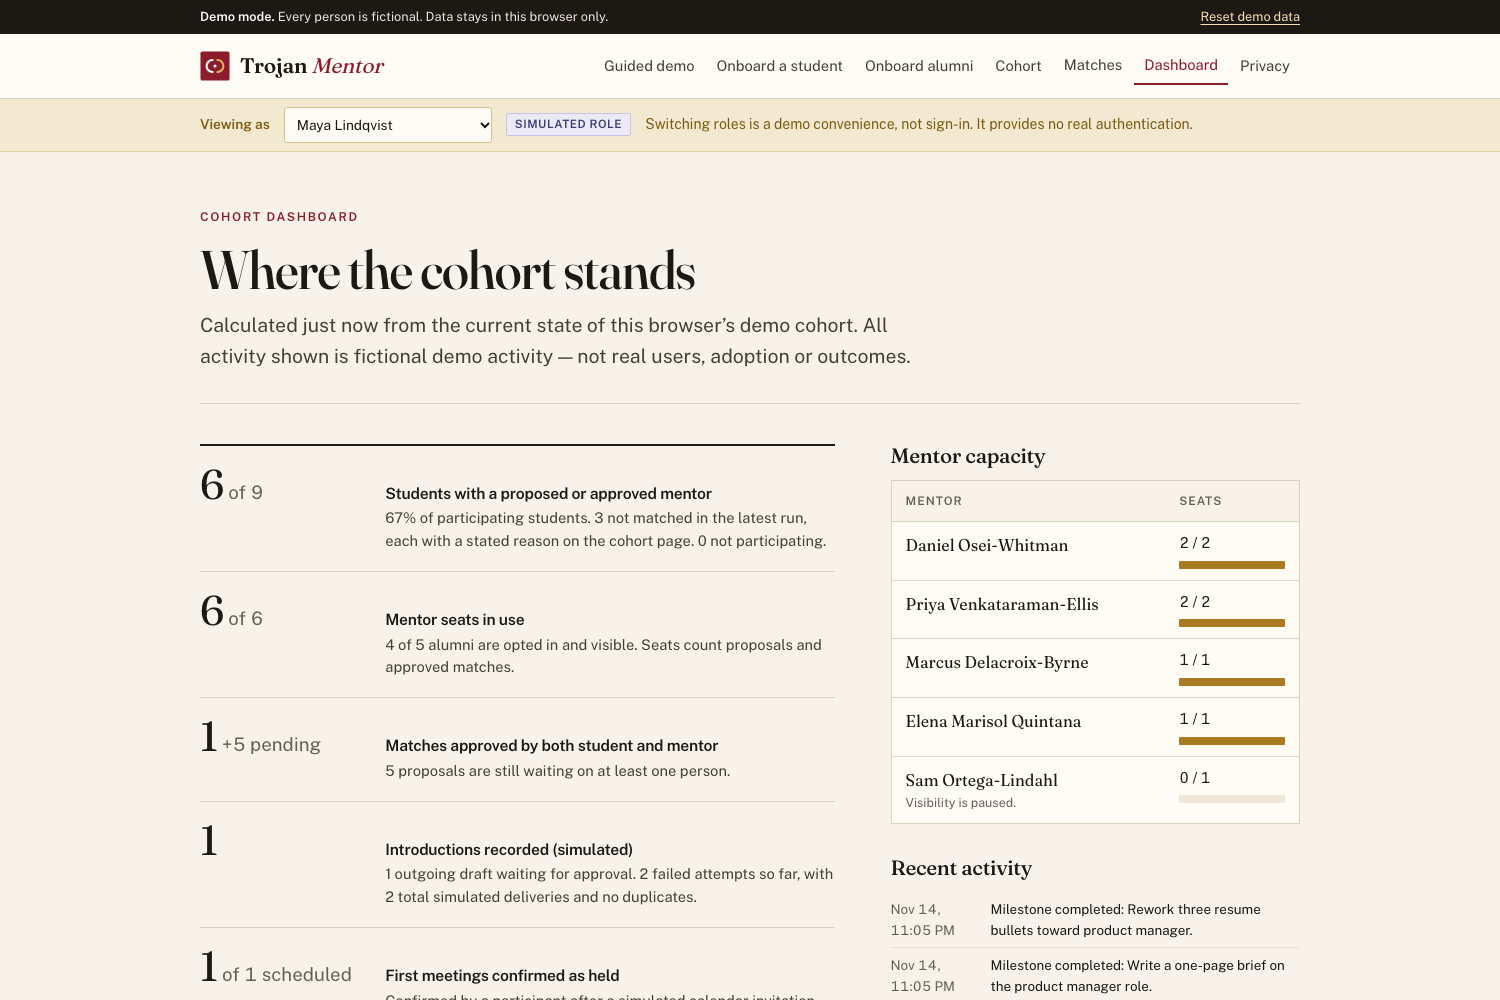 Demo mode. Every person is fictional. Data stays in this browser only.
Reset demo data
Trojan Mentor
Guided demo
Onboard a student
Onboard alumni
Cohort
Matches
Dashboard
Privacy
Viewing as
Maya Lindqvist
SIMULATED ROLE
Switching roles is a demo convenience, not sign-in. It provides no real authentication.
COHORT DASHBOARD
Where the cohort stands
Calculated just now from the current state of this browser’s demo cohort. All
activity shown is fictional demo activity — not real users, adoption or outcomes.
6 of 9
Students with a proposed or approved mentor
67% of participating students. 3 not matched in the latest run,
each with a stated reason on the cohort page. 0 not participating.
6 of 6
Mentor seats in use
4 of 5 alumni are opted in and visible. Seats count proposals and
approved matches.
1 +5 pending
Matches approved by both student and mentor
5 proposals are still waiting on at least one person.
1
Introductions recorded (simulated)
1 outgoing draft waiting for approval. 2 failed attempts so far, with
2 total simulated deliveries and no duplicates.
1 of 1 scheduled
First meetings confirmed as held
Confirmed by a participant after a simulated calendar invitation
Mentor capacity
MENTOR
SEATS
Daniel Osei-Whitman
2 / 2
Priya Venkataraman-Ellis
2 / 2
Marcus Delacroix-Byrne
1 / 1
Elena Marisol Quintana
1 / 1
Sam Ortega-Lindahl
0 / 1
Visibility is paused.
Recent activity
Nov 14,
11:05 PM
Milestone completed: Rework three resume
bullets toward product manager.
Nov 14,
11:05 PM
Milestone completed: Write a one-page brief on
the product manager role.